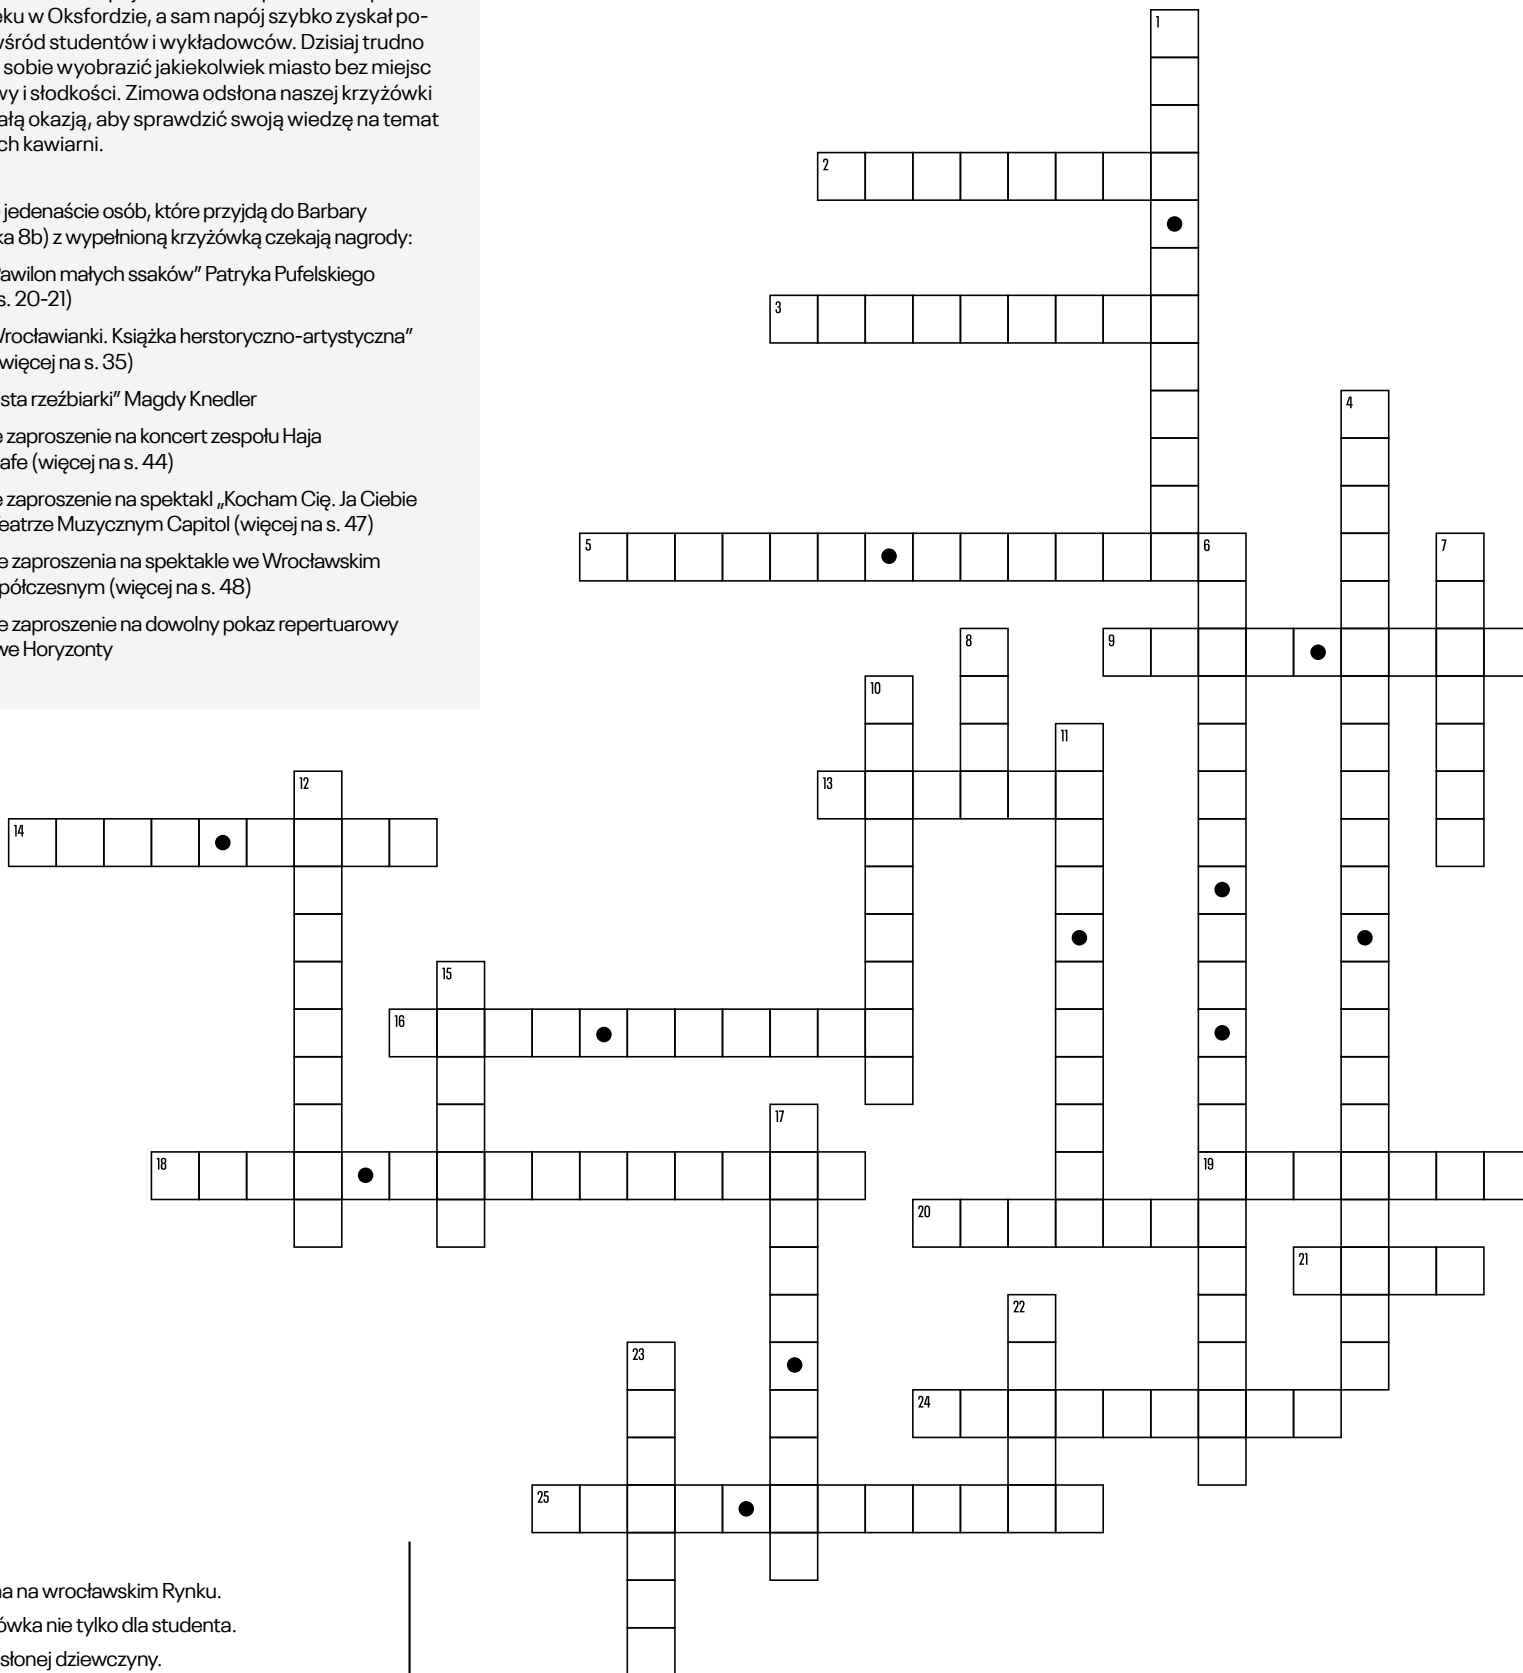 eku w Oksfordzie, a sam napój szybko zyskał po-
wśród studentów i wykładowców. Dzisiaj trudno
sobie wyobrazić jakiekolwiek miasto bez miejsc
wy i słodkości. Zimowa odsłona naszej krzyżówki
ałą okazją, aby sprawdzić swoją wiedzę na temat
ch kawiarni.
jedenaście osób, które przyjdą do Barbary
ka 8b) z wypełnioną krzyżówką czekają nagrody:
Pawilon małych ssaków” Patryka Pufelskiego
s. 20-21)
Wrocławianki. Książka herstoryczno-artystyczna”
więcej na s. 35)
sta rzeźbiarki” Magdy Knedler
e zaproszenie na koncert zespołu Haja
afe (więcej na s. 44)
e zaproszenie na spektakl „Kocham Cię. Ja Ciebie
Teatrze Muzycznym Capitol (więcej na s. 47)
e zaproszenia na spektakle we Wrocławskim
półczesnym (więcej na s. 48)
e zaproszenie na dowolny pokaz repertuarowy
we Horyzonty
1
2
3
4
5
6
7
8
9
10
11
12
13
14
15
16
17
18
19
20
21
22
23
24
25
na na wrocławskim Rynku.
ówka nie tylko dla studenta.
słonej dziewczyny.